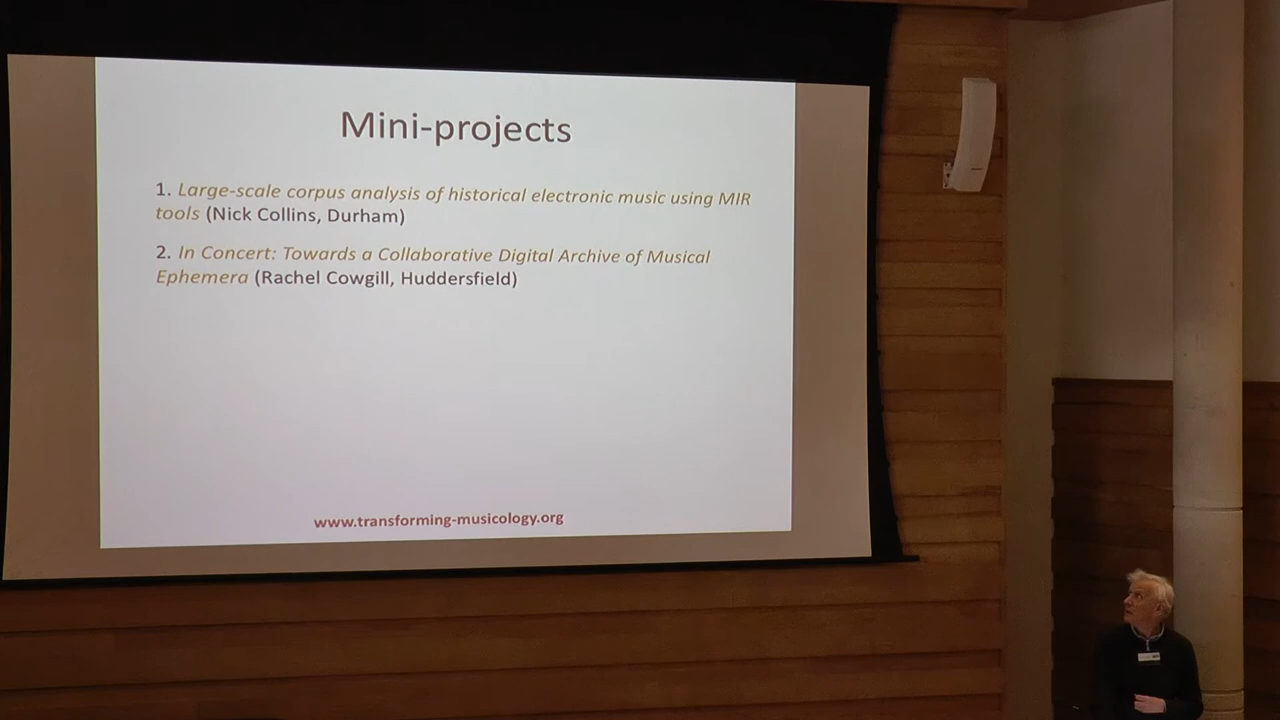 Mini-projects
1. Large-scale corpus analysis of historical electronic music using MIR
tools (Nick Collins, Durham)
2. In Concert: Towards a Collaborative Digital Archive of Musical
Ephemera (Rachel Cowgill, Huddersfield)
www.transforming-musicology.org